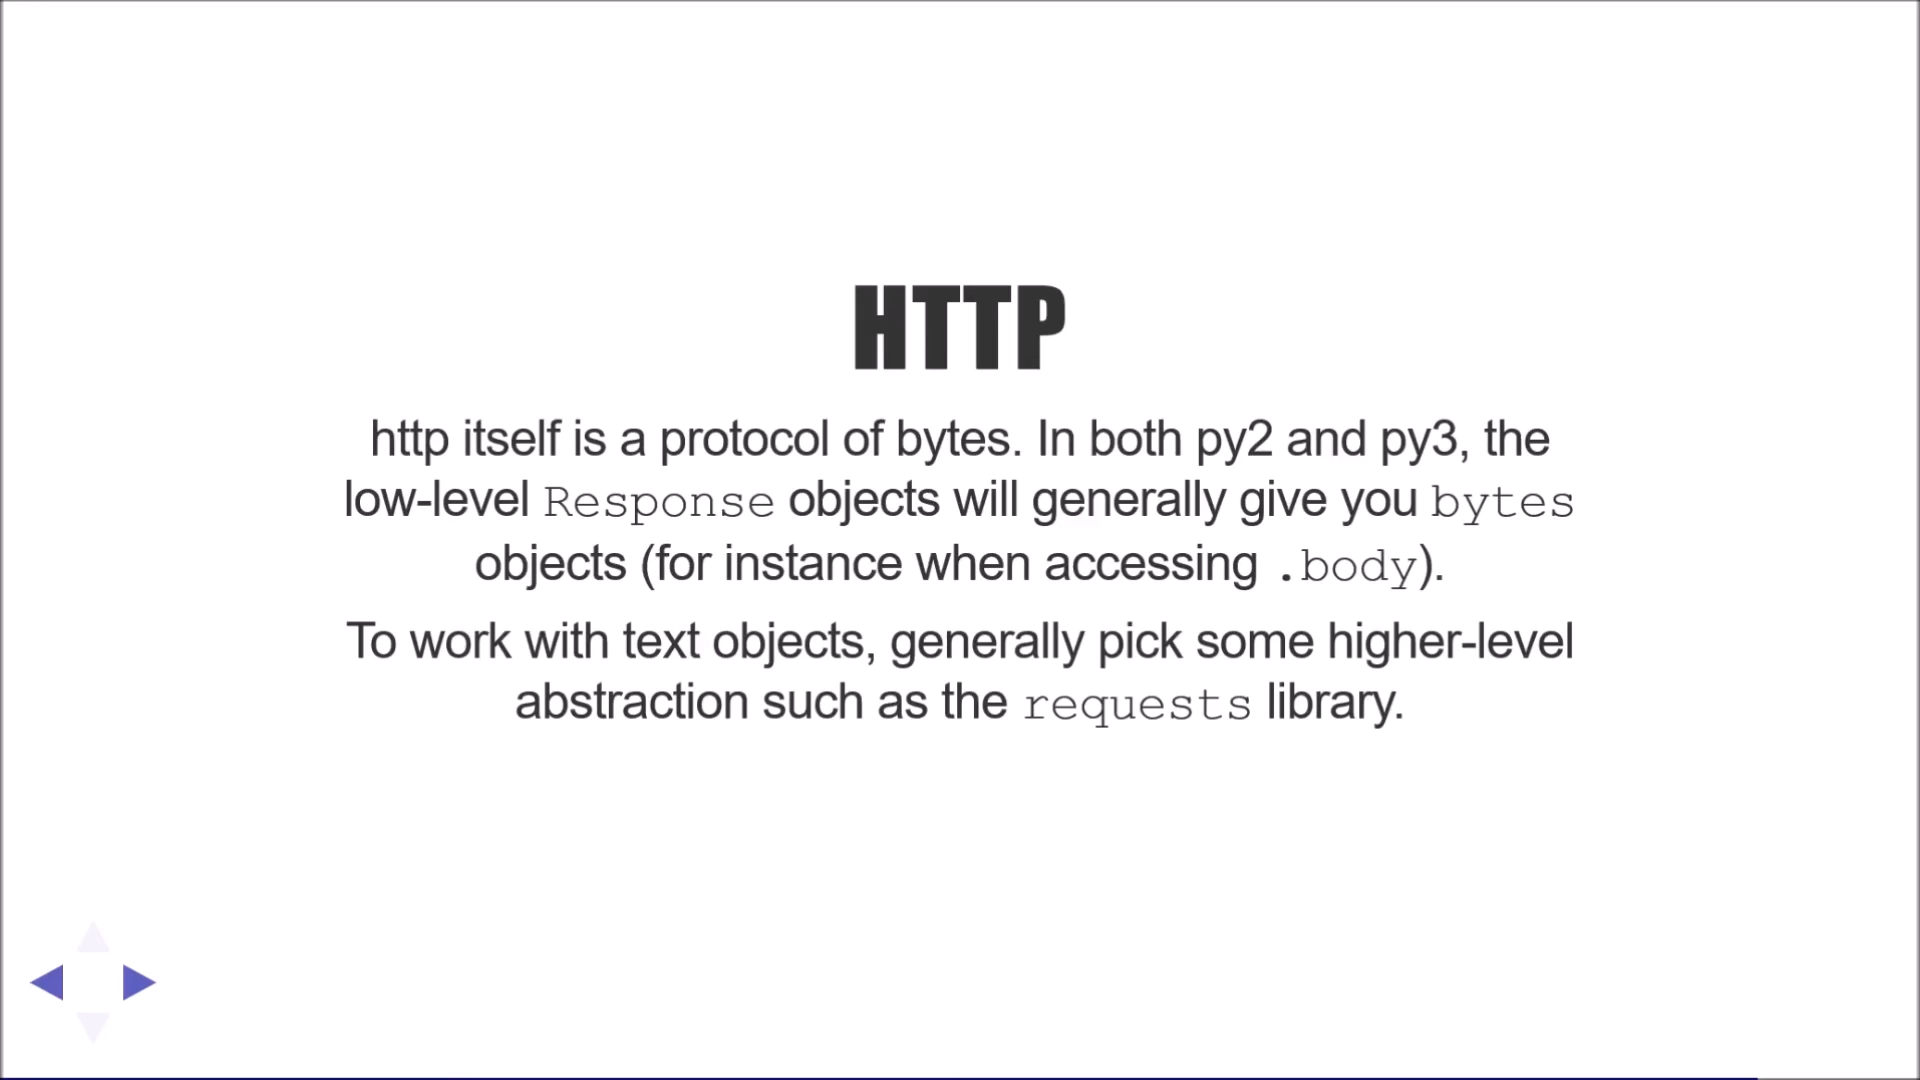 HTTP
http itself is a protocol of bytes. In both py2 and py3, the
low-level Response objects will generally give you bytes
objects (for instance when accessing .body).
To work with text objects, generally pick some higher-level
abstraction such as the requests library.